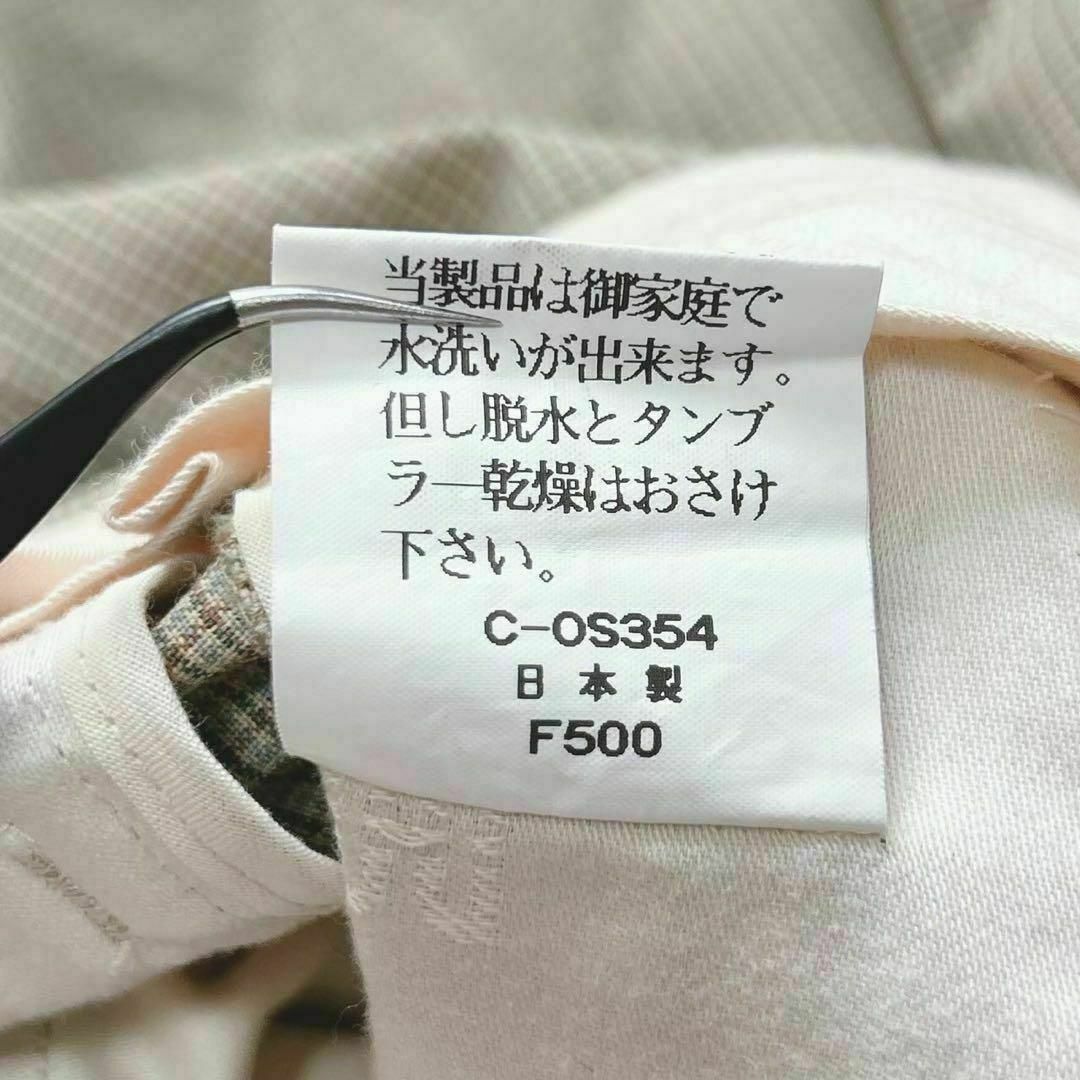 当製品は御家庭で
水洗いが出来ます。
但し脱水とタンブ
ラー乾燥はおさけ
下さい。
C-OS354
日本製
F500